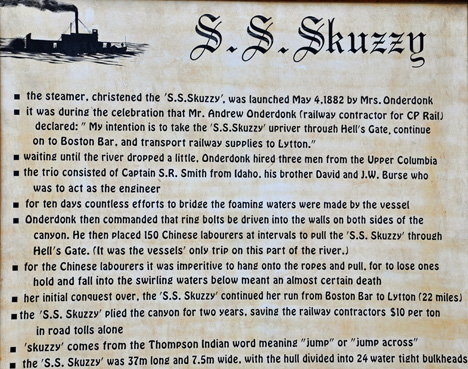 S.S.Skuzzy
■ the steamer, christened the 'S.S.Skuzzy', was launched May 4,1882 by Mrs. Onderdonk
■ it was during the celebration that Mr. Andrew Onderdonk (railway contractor for CP Rail)
declared: " My intention is to take the 'S.S.Skuzzy' upriver through Hell's Gate, continue
on to Boston Bar, and transport railway supplies to Lytton."
■ waiting until the river dropped a little, Onderdonk hired three men from the Upper Columbia
■ the trio consisted of Captain S.R. Smith from Idaho, his brother David and J.W. Burse who
was to act as the engineer
■ for ten days countless efforts to bridge the foaming waters were made by the vessel
■ Onderdonk then commanded that ring bolts be driven into the walls on both sides of the
canyon. He then placed 150 Chinese labourers at intervals to pull the 'S.S. Skuzzy' through
Hell's Gate. (It was the vessels' only trip on this part of the river.)
■ for the Chinese labourers it was imperitive to hang onto the ropes and pull, for to lose ones
hold and fall into the swirling waters below meant an almost certain death
■ her initial conquest over, the 'S.S. Skuzzy' continued her run from Boston Bar to Lytton (22 miles)
■ the 'S.S. Skuzzy' plied the canyon for two years, saving the railway contractors $10 per ton
in road tolls alone
■ 'skuzzy' comes from the Thompson Indian word meaning "jump" or "jump across"
■ the 'S.S. Skuzzy' was 37m long and 7.5m wide, with the hull divided into 24 water tight bulkheads